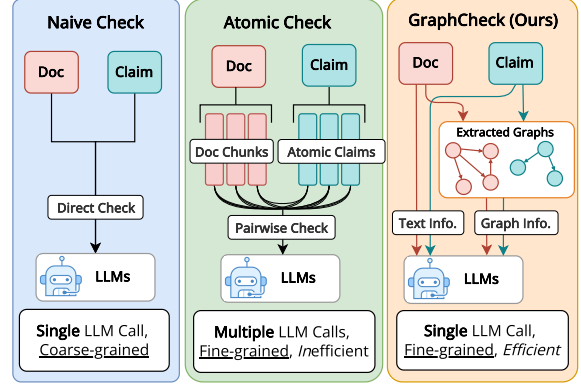 Naive Check
Doc
Claim
Direct Check
LLMs
Single LLM Call,
Coarse-grained
Atomic Check
Doc
Claim
Doc Chunks
Atomic Claims
Pairwise Check
LLMs
Multiple LLM Calls,
Fine-grained, Inefficient
GraphCheck (Ours)
Doc
Claim
Extracted Graphs
Text Info.
Graph Info.
LLMs
Single LLM Call,
Fine-grained, Efficient